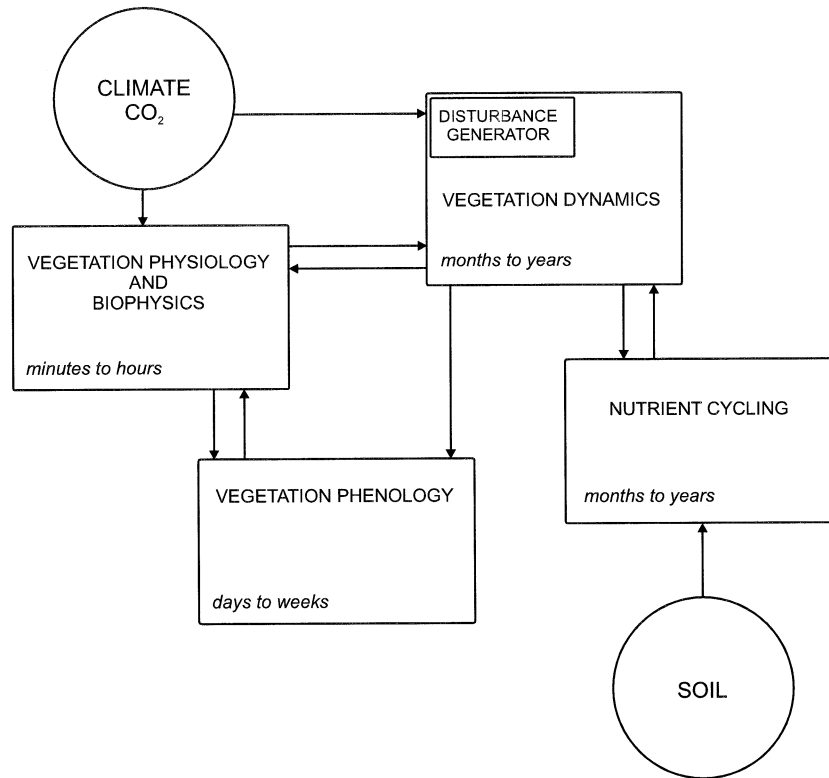 CLIMATE
CO₂
DISTURBANCE
GENERATOR
VEGETATION DYNAMICS
months to years
VEGETATION PHYSIOLOGY
AND
BIOPHYSICS
minutes to hours
NUTRIENT CYCLING
months to years
VEGETATION PHENOLOGY
days to weeks
SOIL